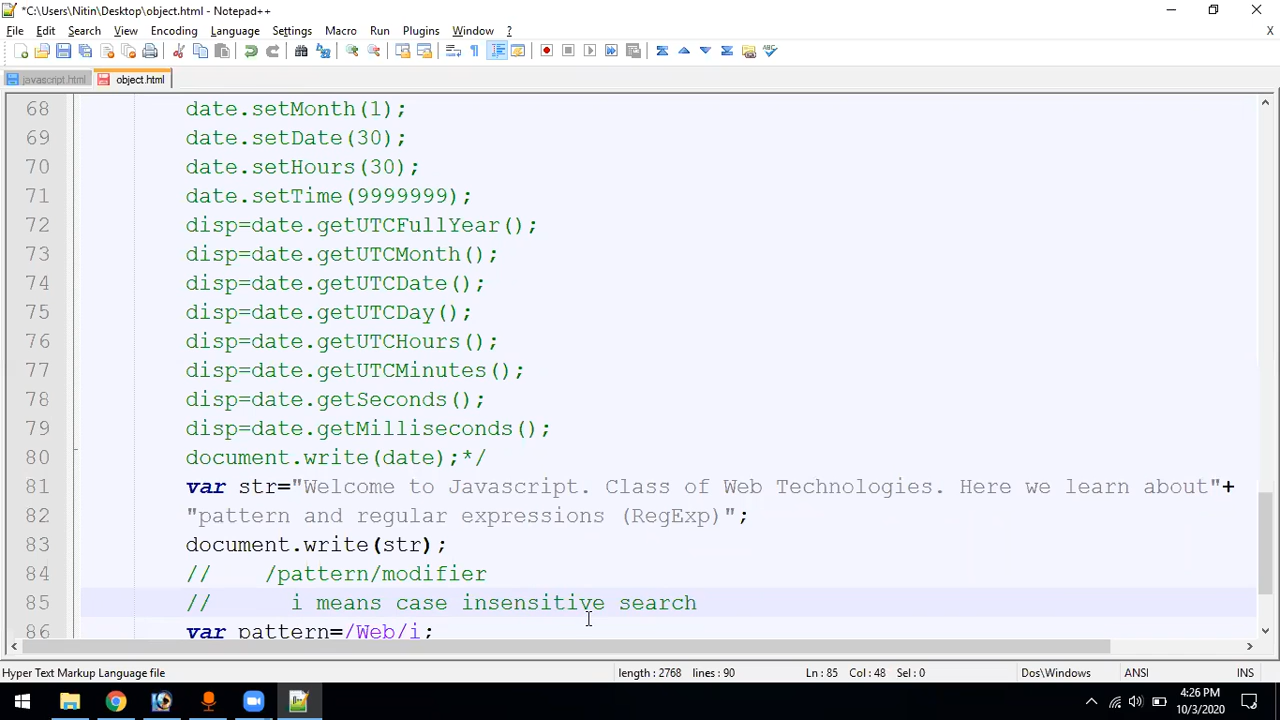 *C:\Users\Nitin\Desktop\object.html - Notepad++
File Edit Search View Encoding Language Settings Macro Run Plugins Window ? X
javascript.html object.html
68 date.setMonth(1);
69 date.setDate(30);
70 date.setHours(30);
71 date.setTime(9999999);
72 disp=date.getUTCFullYear();
73 disp=date.getUTCMonth();
74 disp=date.getUTCDate();
75 disp=date.getUTCDay();
76 disp=date.getUTCHours();
77 disp=date.getUTCMinutes();
78 disp=date.getSeconds();
79 disp=date.getMilliseconds();
80 document.write(date);*/
81 var str="Welcome to Javascript. Class of Web Technologies. Here we learn about"+
82 "pattern and regular expressions (RegExp)";
83 document.write(str);
84 // /pattern/modifier
85 // i means case insensitive search
86 var pattern=/Web/i;
Hyper Text Markup Language file length : 2768 lines : 90 Ln : 85 Col : 48 Sel : 0 Dos\Windows ANSI INS
4:26 PM
10/3/2020